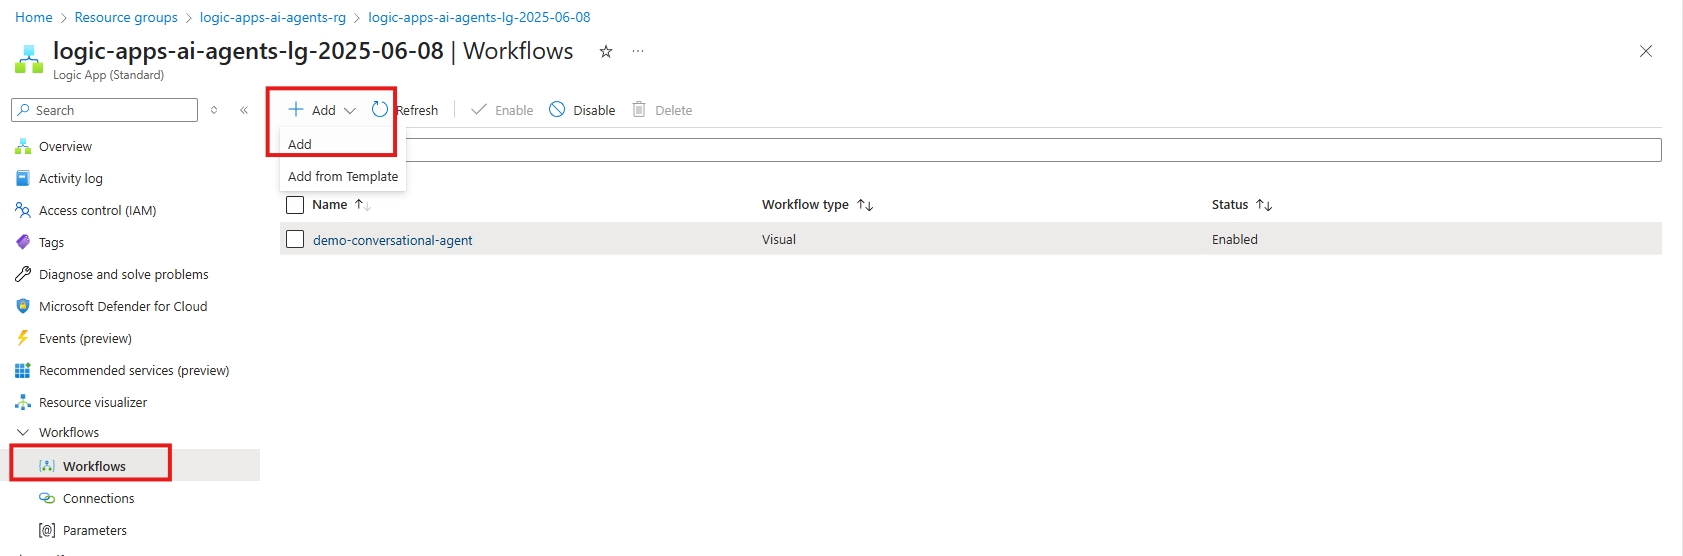 Home > Resource groups > logic-apps-ai-agents-rg > logic-apps-ai-agents-lg-2025-06-08
logic-apps-ai-agents-lg-2025-06-08 | Workflows
Logic App (Standard)
Search
Add Refresh Enable Disable Delete
Add
Add from Template
Overview
Activity log
Access control (IAM)
Tags
Diagnose and solve problems
Microsoft Defender for Cloud
Events (preview)
Recommended services (preview)
Resource visualizer
Workflows
Workflows
Connections
Parameters
Name Workflow type Status
demo-conversational-agent Visual Enabled